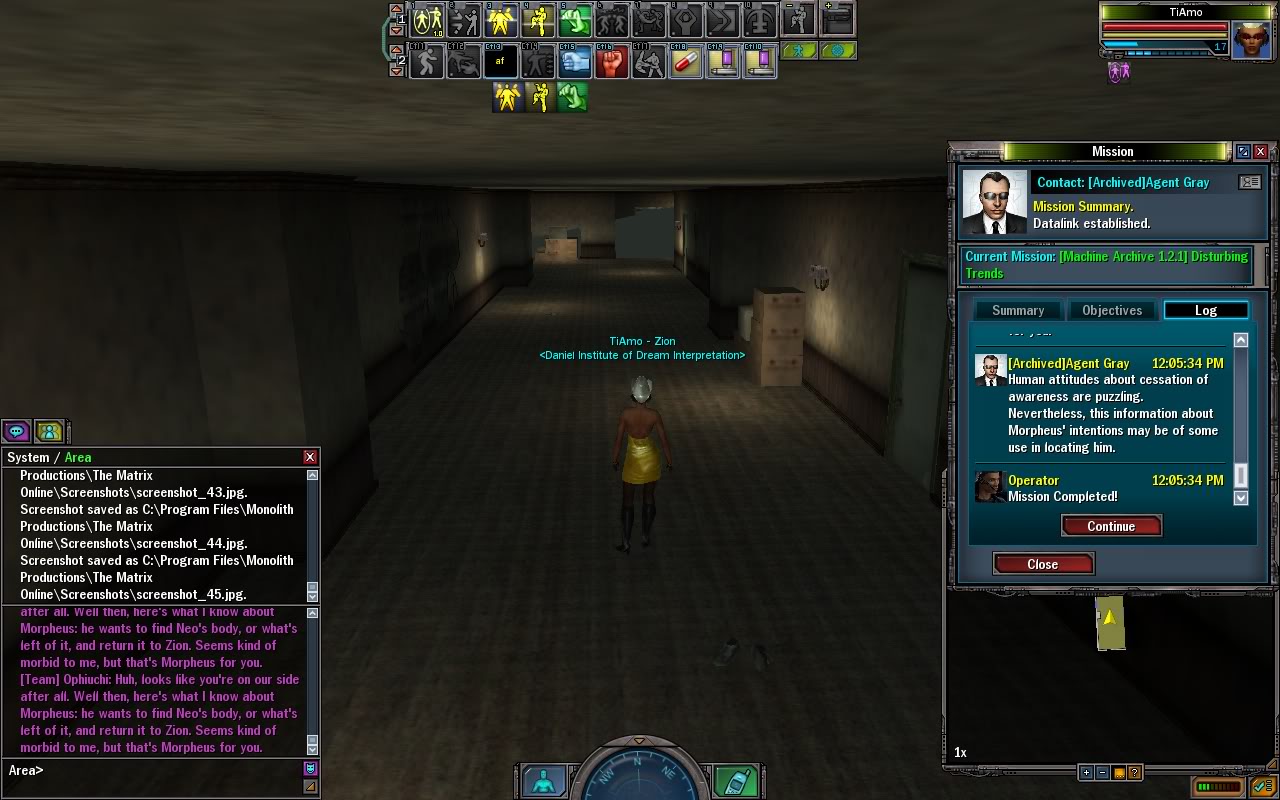 TiAmo
17
1
2
1.0
af
Mission
Contact: [Archived]Agent Gray
Mission Summary.
Datalink established.
Current Mission: [Machine Archive 1.2.1] Disturbing
Trends
Summary
Objectives
Log
for you.
[Archived]Agent Gray 12:05:34 PM
Human attitudes about cessation of
awareness are puzzling.
Nevertheless, this information about
Morpheus' intentions may be of some
use in locating him.
Operator 12:05:34 PM
Mission Completed!
Continue
Close
TiAmo - Zion
<Daniel Institute of Dream Interpretation>
System / Area
Productions\The Matrix
Online\Screenshots\screenshot_43.jpg.
Screenshot saved as C:\Program Files\Monolith
Productions\The Matrix
Online\Screenshots\screenshot_44.jpg.
Screenshot saved as C:\Program Files\Monolith
Productions\The Matrix
Online\Screenshots\screenshot_45.jpg.
after all. Well then, here's what I know about
Morpheus: he wants to find Neo's body, or what's
left of it, and return it to Zion. Seems kind of
morbid to me, but that's Morpheus for you.
[Team] Ophiuchi: Huh, looks like you're on our side
after all. Well then, here's what I know about
Morpheus: he wants to find Neo's body, or what's
left of it, and return it to Zion. Seems kind of
morbid to me, but that's Morpheus for you.
Area>
NW N NE
1x